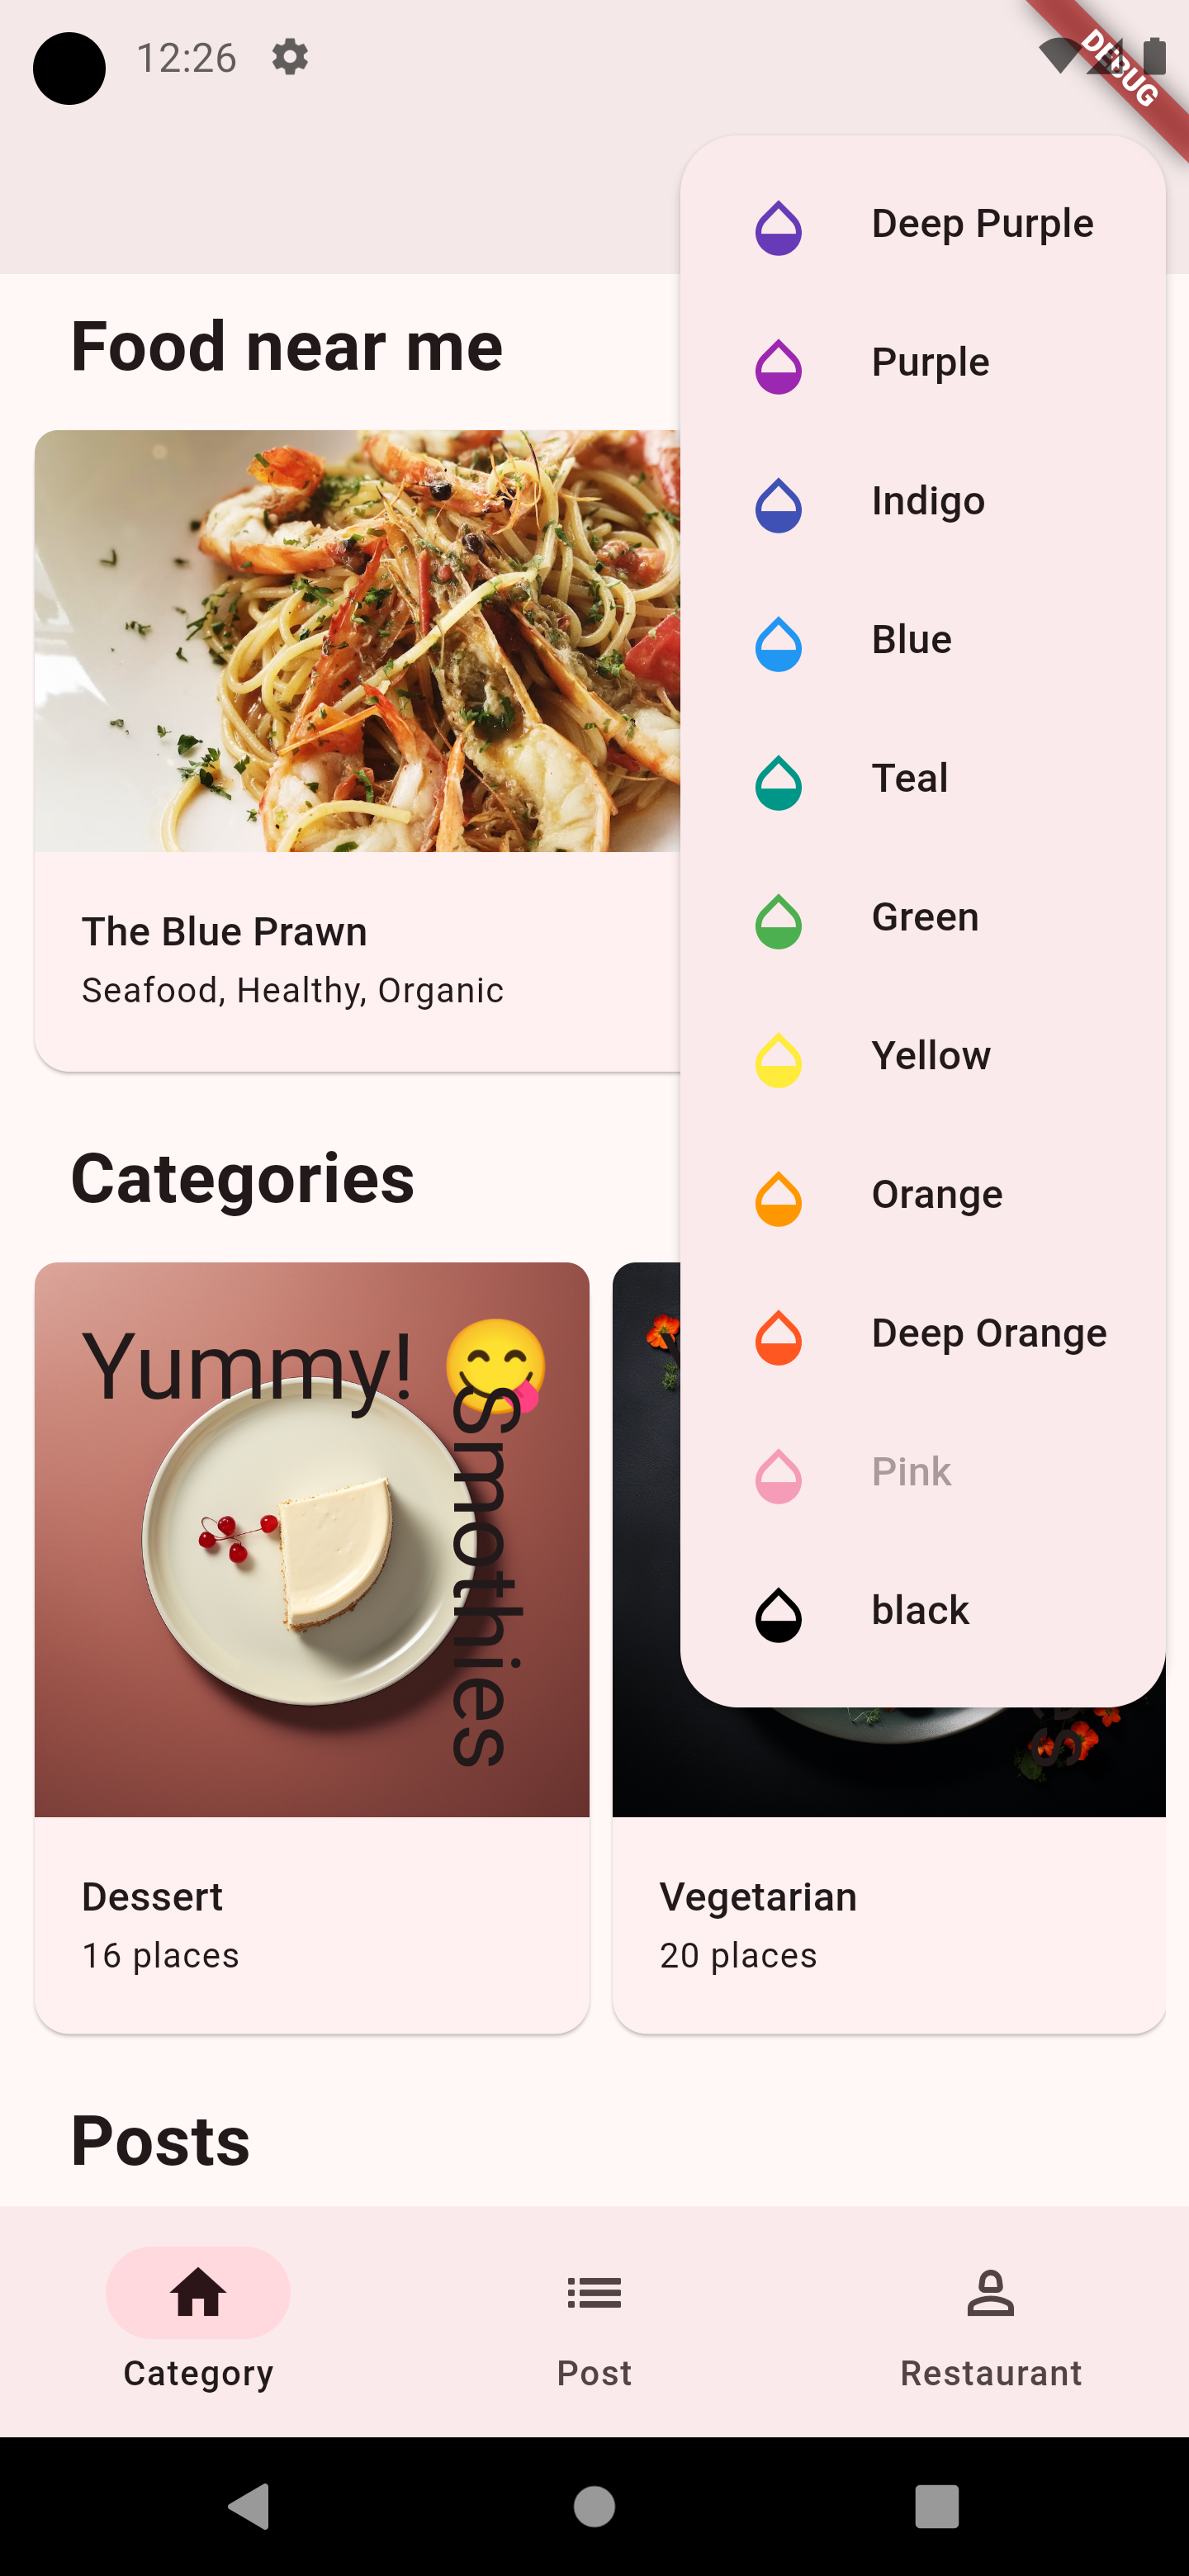 12:26
DEBUG
Deep Purple
Purple
Indigo
Blue
Teal
Green
Yellow
Orange
Deep Orange
Pink
black
Food near me
The Blue Prawn
Seafood, Healthy, Organic
Categories
Yummy! 😋
Smothies
Dessert
16 places
Vegetarian
20 places
Posts
Category
Post
Restaurant